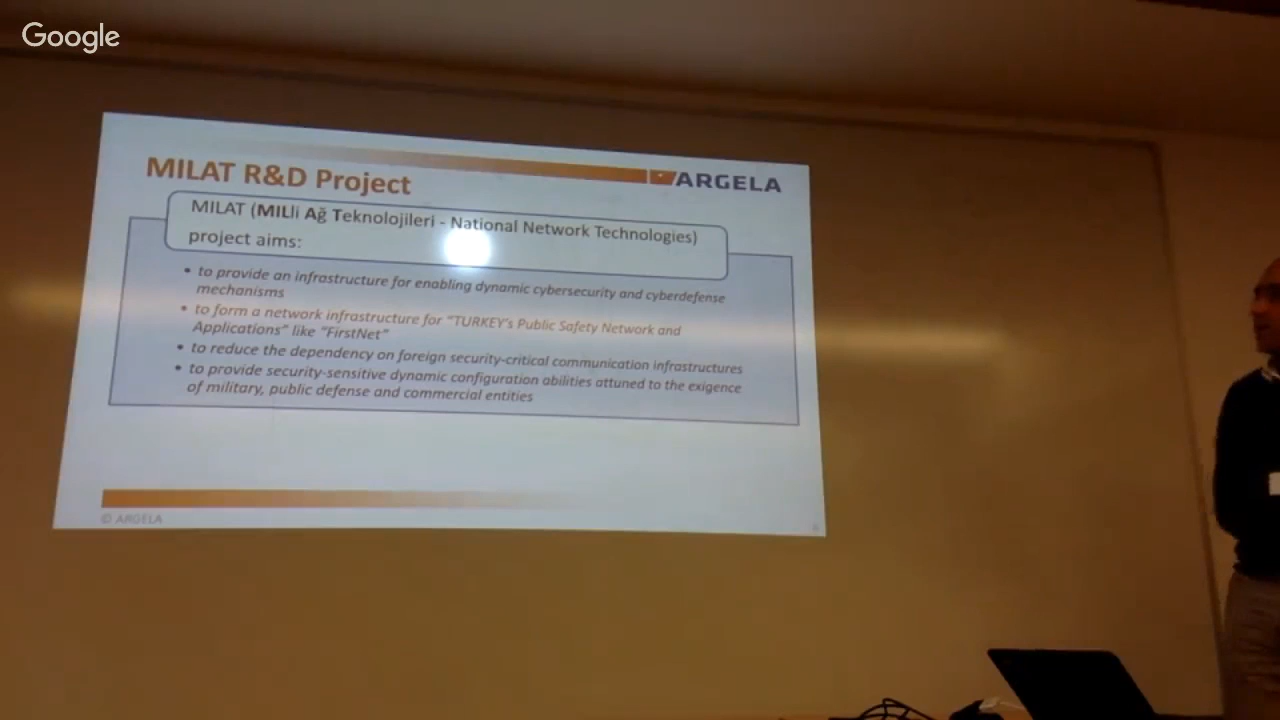 Google
MILAT R&D Project
ARGELA
MILAT (MILli Ağ Teknolojileri - National Network Technologies)
project aims:
• to provide an infrastructure for enabling dynamic cybersecurity and cyberdefense
mechanisms
• to form a network infrastructure for "TURKEY's Public Safety Network and
Applications" like "FirstNet"
• to reduce the dependency on foreign security-critical communication infrastructures
• to provide security-sensitive dynamic configuration abilities attuned to the exigence
of military, public defense and commercial entities
© ARGELA